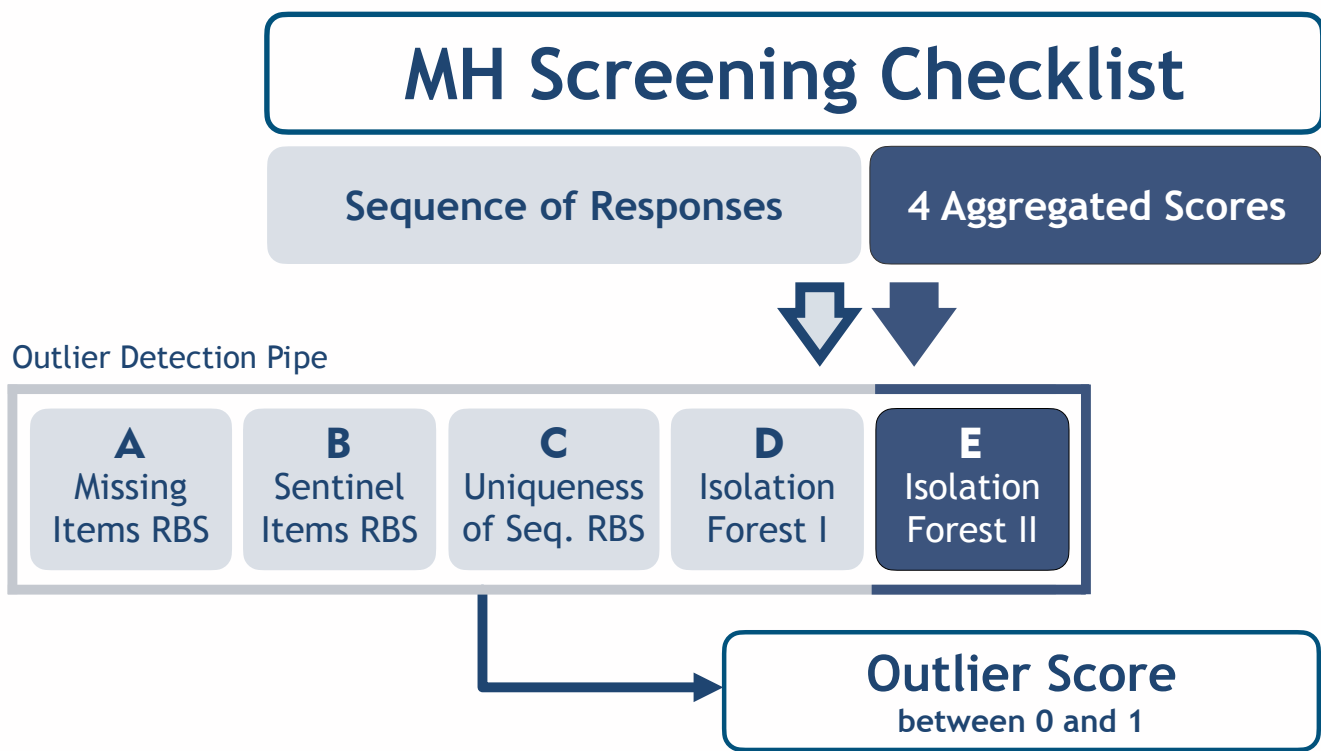 MH Screening Checklist
Sequence of Responses
4 Aggregated Scores
Outlier Detection Pipe
A
Missing
Items RBS
B
Sentinel
Items RBS
C
Uniqueness
of Seq. RBS
D
Isolation
Forest I
E
Isolation
Forest II
Outlier Score
between 0 and 1